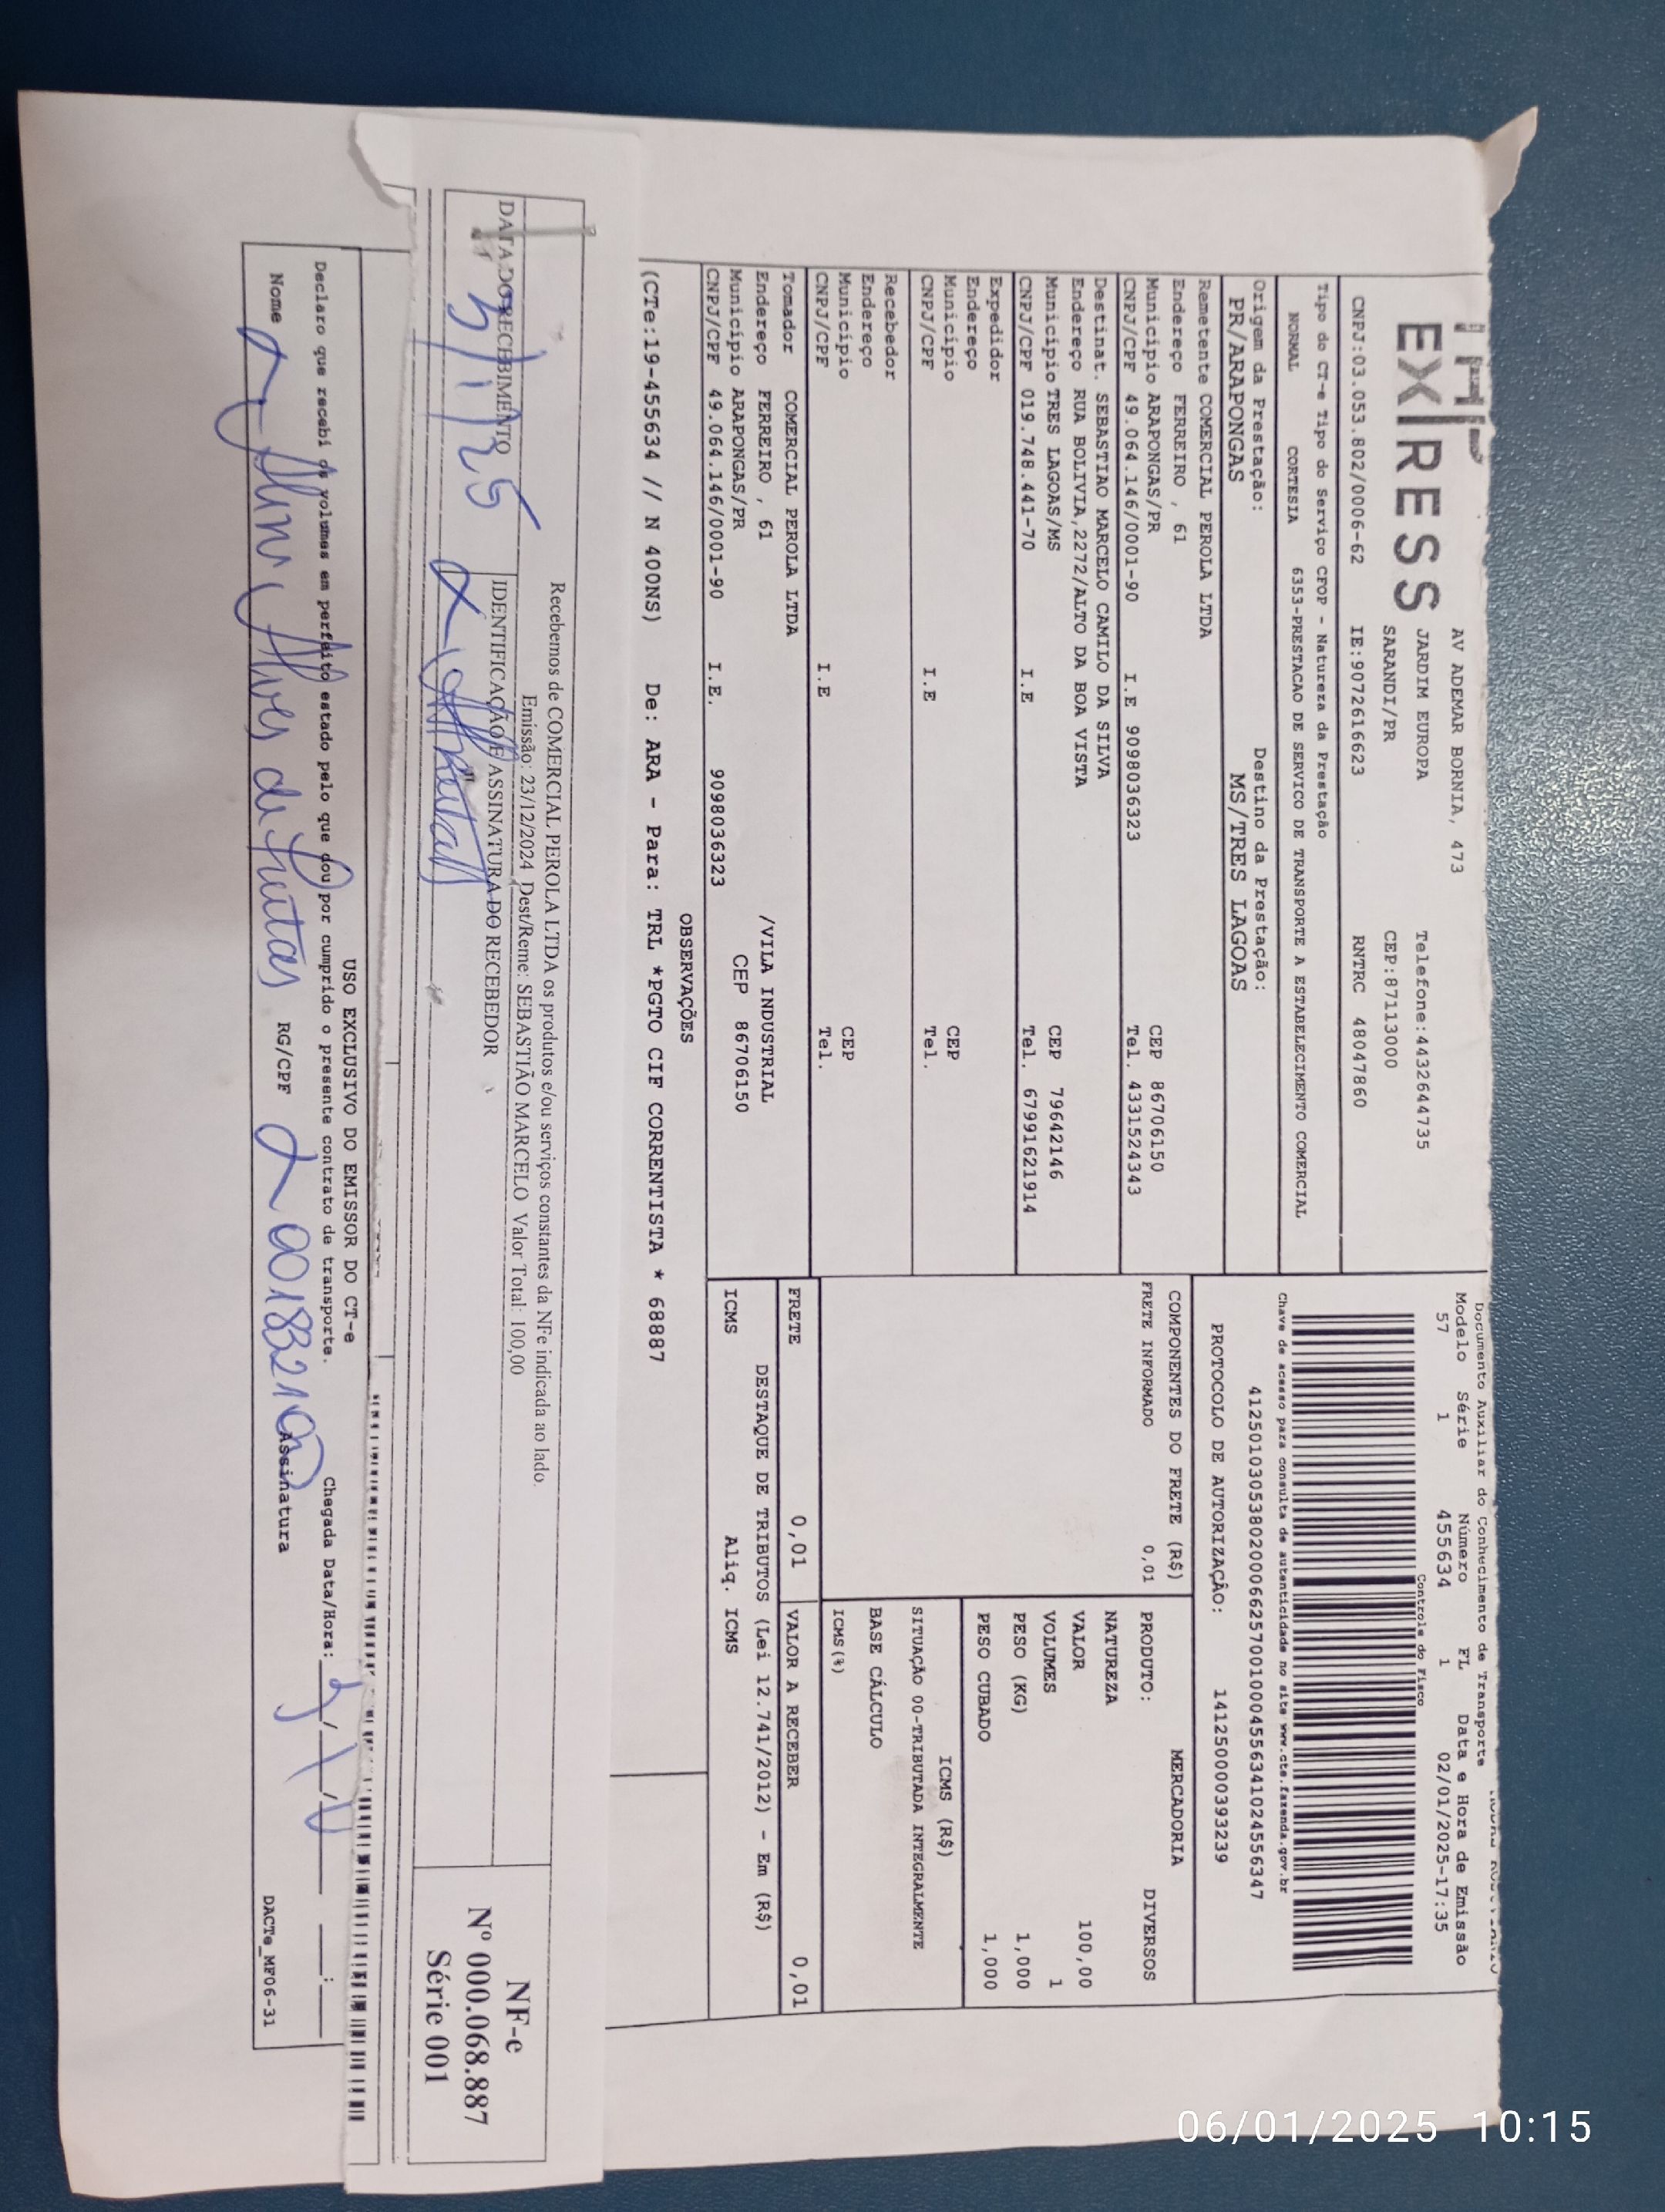 EXPRESS
AV ADEMAR BORNIA, 473
JARDIM EUROPA Telefone:4432644735
SARANDI/PR CEP:87113000
CNPJ:03.053.802/0006-62 IE:9072616623 RNTRC 48047860
Documento Auxiliar do Conhecimento de Transporte
Modelo Série Número FL Data e Hora de Emissão
57 1 455634 1 02/01/2025-17:35
Controle do Fisco
Tipo do CT-e Tipo do Serviço CFOP - Natureza da Prestação
NORMAL CORTESIA 6353-PRESTACAO DE SERVICO DE TRANSPORTE A ESTABELECIMENTO COMERCIAL
Chave de acesso para consulta de autenticidade no site www.cte.fazenda.gov.br
41250103053802000662570010004556341024556347
PROTOCOLO DE AUTORIZAÇÃO: 141250000393239
Origem da Prestação: Destino da Prestação:
PR/ARAPONGAS MS/TRES LAGOAS
Remetente COMERCIAL PEROLA LTDA
Endereço FERREIRO , 61
Município ARAPONGAS/PR CEP 86706150
CNPJ/CPF 49.064.146/0001-90 I.E 9098036323 Tel. 4331524343
Destinat. SEBASTIAO MARCELO CAMILO DA SILVA
Endereço RUA BOLIVIA,2272/ALTO DA BOA VISTA
Município TRES LAGOAS/MS CEP 79642146
CNPJ/CPF 019.748.441-70 I.E Tel. 67991621914
Expedidor
Endereço
Município CEP
CNPJ/CPF I.E Tel.
Recebedor
Endereço
Município CEP
CNPJ/CPF I.E Tel.
Tomador COMERCIAL PEROLA LTDA
Endereço FERREIRO , 61 /VILA INDUSTRIAL
Município ARAPONGAS/PR CEP 86706150
CNPJ/CPF 49.064.146/0001-90 I.E. 9098036323
COMPONENTES DO FRETE (R$)
FRETE INFORMADO 0,01
MERCADORIA
PRODUTO: DIVERSOS
NATUREZA
VALOR 100,00
VOLUMES 1
PESO (KG) 1,000
PESO CUBADO 1,000
ICMS (R$)
SITUAÇÃO 00-TRIBUTADA INTEGRALMENTE
BASE CÁLCULO
ICMS(%)
FRETE 0,01 VALOR A RECEBER 0,01
DESTAQUE DE TRIBUTOS (Lei 12.741/2012) - Em (R$)
ICMS Aliq. ICMS
OBSERVAÇÕES
(CTe:19-455634 // N 400NS) De: ARA - Para: TRL *PGTO CIF CORRENTISTA * 68887
Recebemos de COMERCIAL PEROLA LTDA os produtos e/ou serviços constantes da NFe indicada ao lado.
Emissão: 23/12/2024 Dest/Reme: SEBASTIÃO MARCELO Valor Total: 100,00
DATA DO RECEBIMENTO IDENTIFICAÇÃO E ASSINATURA DO RECEBEDOR
NF-e
Nº 000.068.887
Série 001
USO EXCLUSIVO DO EMISSOR DO CT-e
Declaro que recebi os volumes em perfeito estado pelo que dou por cumprido o presente contrato de transporte. Chegada Data/Hora:
Nome RG/CPF Assinatura
DACTe_MF06-31
06/01/2025 10:15